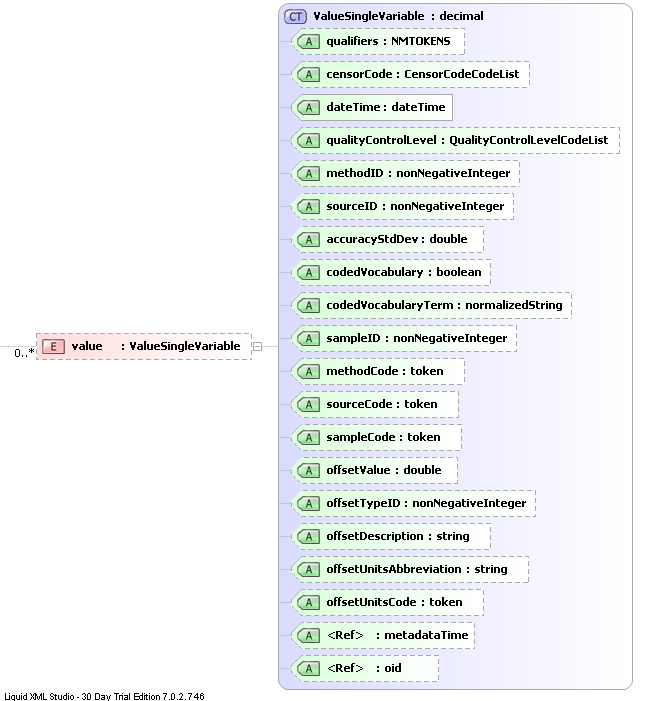 CT ValueSingleVariable : decimal
A qualifiers : NMTOKENS
A censorCode : CensorCodeCodeList
A dateTime : dateTime
A qualityControlLevel : QualityControlLevelCodeList
A methodID : nonNegativeInteger
A sourceID : nonNegativeInteger
A accuracyStdDev : double
A codedVocabulary : boolean
A codedVocabularyTerm : normalizedString
A sampleID : nonNegativeInteger
E value : ValueSingleVariable
0..*
A methodCode : token
A sourceCode : token
A sampleCode : token
A offsetValue : double
A offsetTypeID : nonNegativeInteger
A offsetDescription : string
A offsetUnitsAbbreviation : string
A offsetUnitsCode : token
A <Ref> : metadataTime
A <Ref> : oid
Liquid XML Studio - 30 Day Trial Edition 7.0.2.746